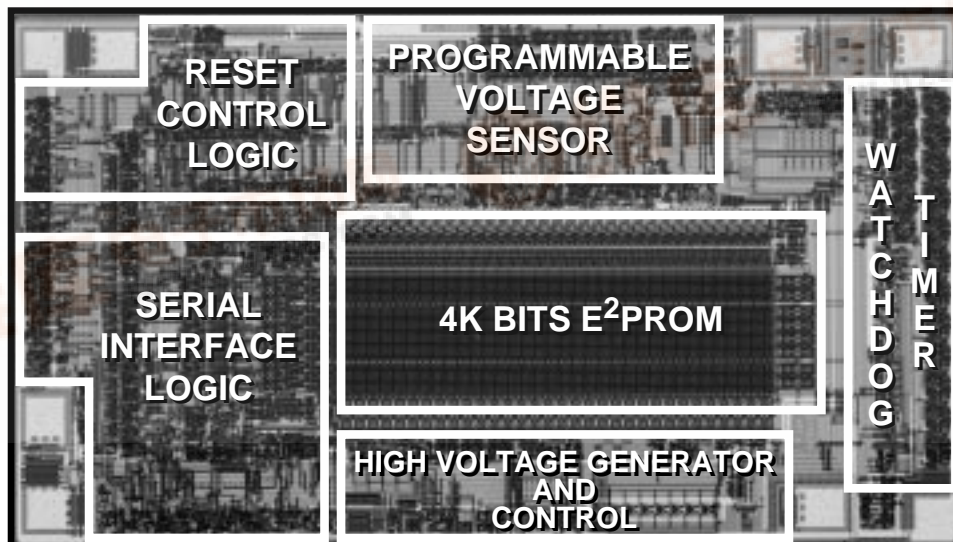 RESET
CONTROL
LOGIC
PROGRAMMABLE
VOLTAGE
SENSOR
WATCHDOG
TIMER
SERIAL
INTERFACE
LOGIC
4K BITS E²PROM
HIGH VOLTAGE GENERATOR
AND
CONTROL